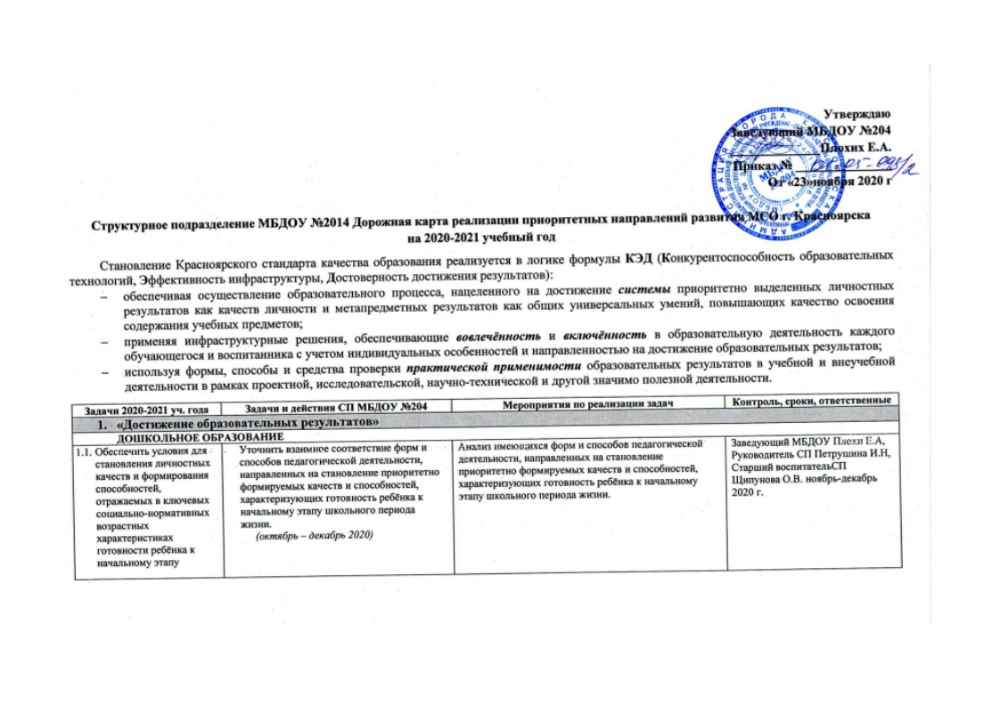 Утверждаю
Заведующий МБДОУ №204
Плохих Е.А.
Приказ №
От «23»ноября 2020 г
МБДОУ
№ 204
Структурное подразделение МБДОУ №2014 Дорожная карта реализации приоритетных направлений развития МСО г. Красноярска
на 2020-2021 учебный год
Становление Красноярского стандарта качества образования реализуется в логике формулы КЭД (Конкурентоспособность образовательных
технологий, Эффективность инфраструктуры, Достоверность достижения результатов):
– обеспечивая осуществление образовательного процесса, нацеленного на достижение системы приоритетно выделенных личностных
результатов как качеств личности и метапредметных результатов как общих универсальных умений, повышающих качество освоения
содержания учебных предметов;
– применяя инфраструктурные решения, обеспечивающие вовлечённость и включённость в образовательную деятельность каждого
обучающегося и воспитанника с учетом индивидуальных особенностей и направленностью на достижение образовательных результатов;
– используя формы, способы и средства проверки практической применимости образовательных результатов в учебной и внеучебной
деятельности в рамках проектной, исследовательской, научно-технической и другой значимо полезной деятельности.
Задачи 2020-2021 уч. года Задачи и действия СП МБДОУ №204 Мероприятия по реализации задач Контроль, сроки, ответственные
1. «Достижение образовательных результатов»
ДОШКОЛЬНОЕ ОБРАЗОВАНИЕ
1.1. Обеспечить условия для
становления личностных
качеств и формирования
способностей,
отражаемых в ключевых
социально-нормативных
возрастных
характеристиках
готовности ребёнка к
начальному этапу
Уточнить взаимное соответствие форм и
способов педагогической деятельности,
направленных на становление приоритетно
формируемых качеств и способностей,
характеризующих готовность ребёнка к
начальному этапу школьного периода
жизни.
(октябрь – декабрь 2020)
Анализ имеющихся форм и способов педагогической
деятельности, направленных на становление
приоритетно формируемых качеств и способностей,
характеризующих готовность ребёнка к начальному
этапу школьного периода жизни.
Заведующий МБДОУ Плохи Е.А,
Руководитель СП Петрушина И.Н,
Старший воспитательСП
Щипунова О.В. ноябрь-декабрь
2020 г.